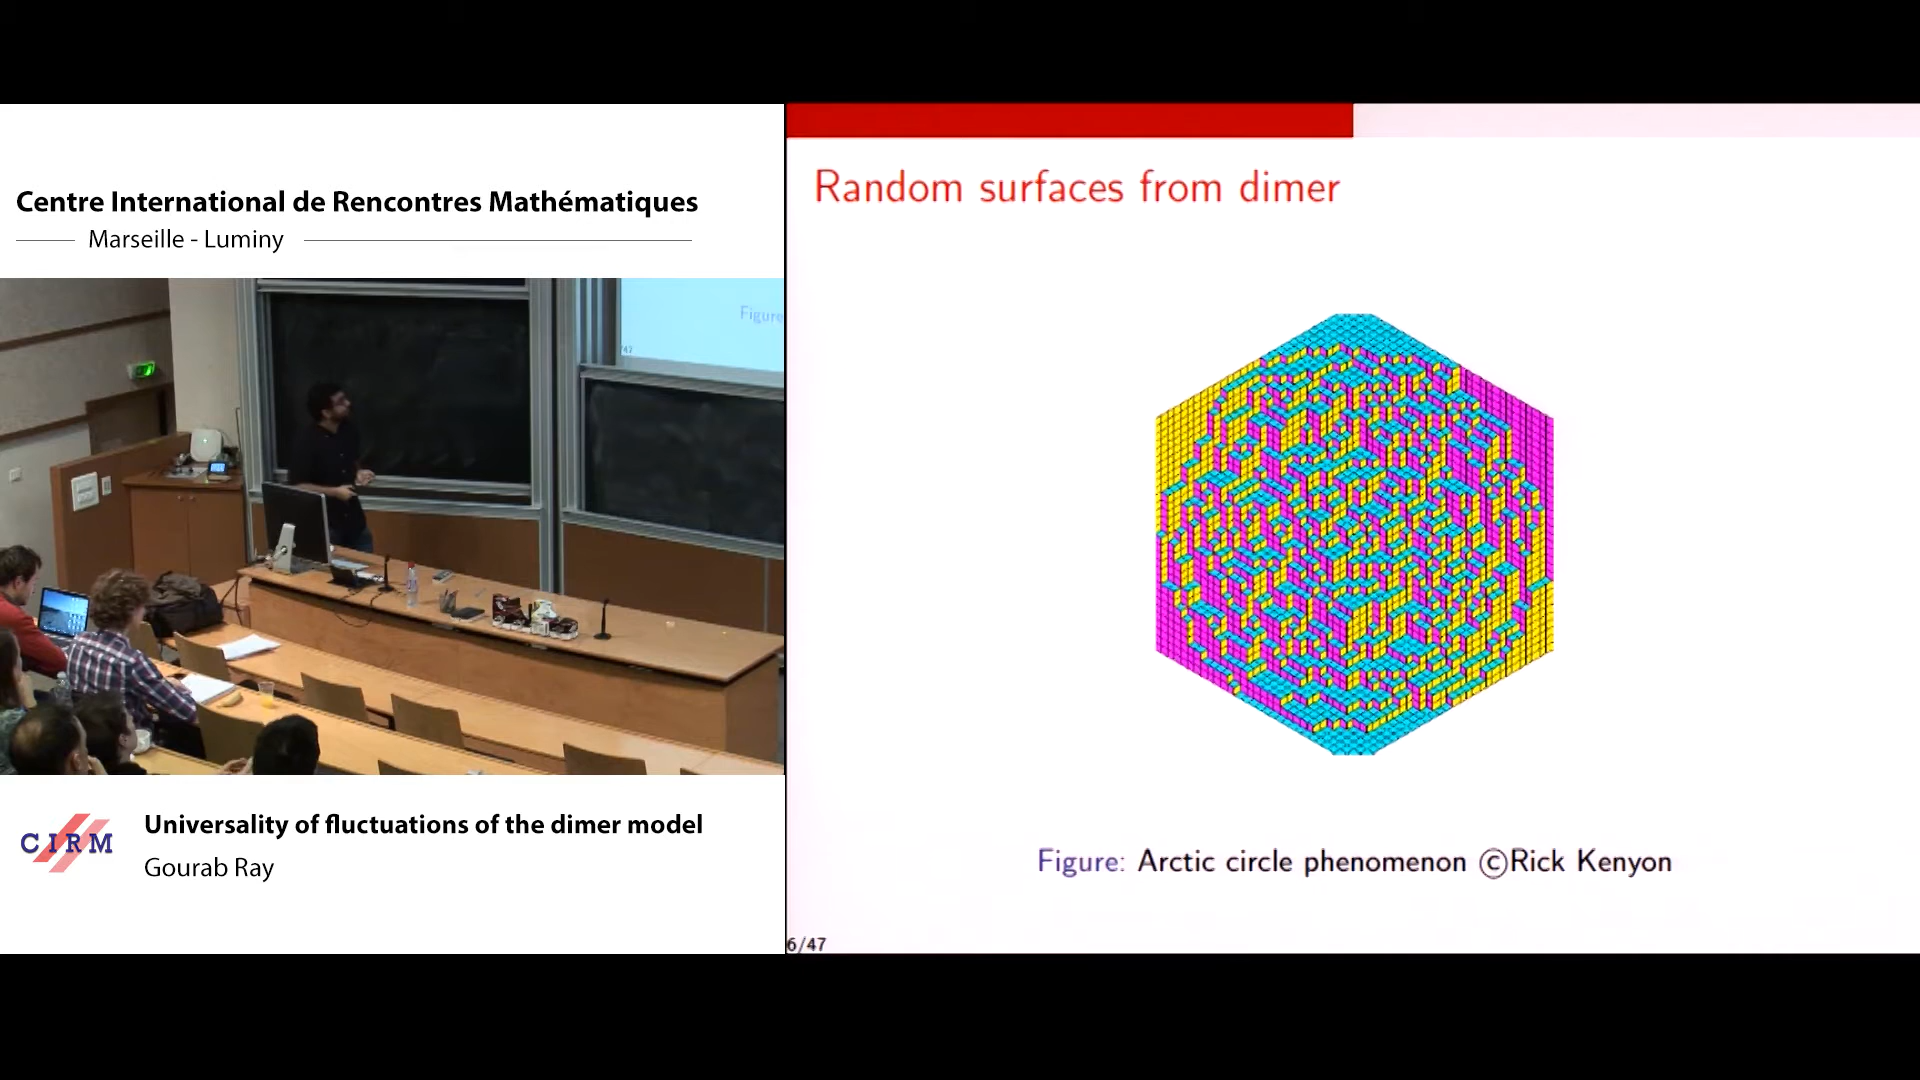 Centre International de Rencontres Mathématiques
Marseille - Luminy
Figure
47
CIRM
Universality of fluctuations of the dimer model
Gourab Ray
Random surfaces from dimer
Figure: Arctic circle phenomenon ©Rick Kenyon
6/47